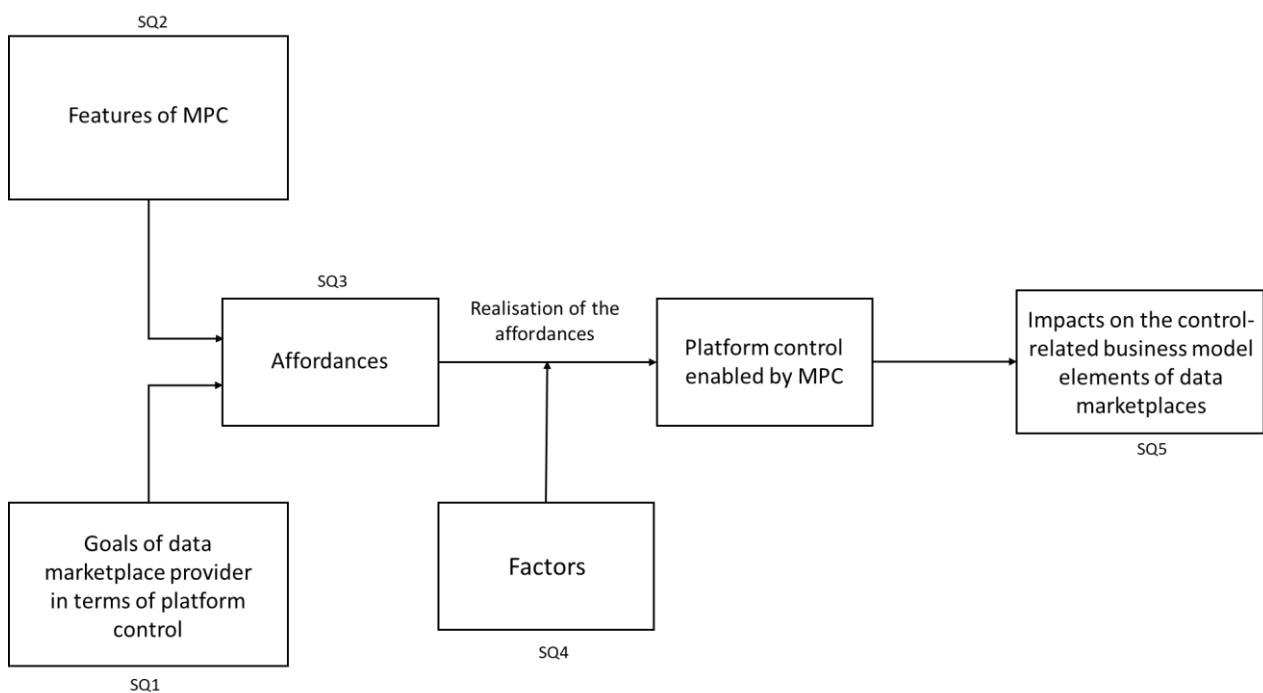 SQ2
Features of MPC
SQ3
Affordances
Realisation of the
affordances
Platform control
enabled by MPC
Impacts on the control-
related business model
elements of data
marketplaces
SQ5
Goals of data
marketplace provider
in terms of platform
control
SQ1
Factors
SQ4